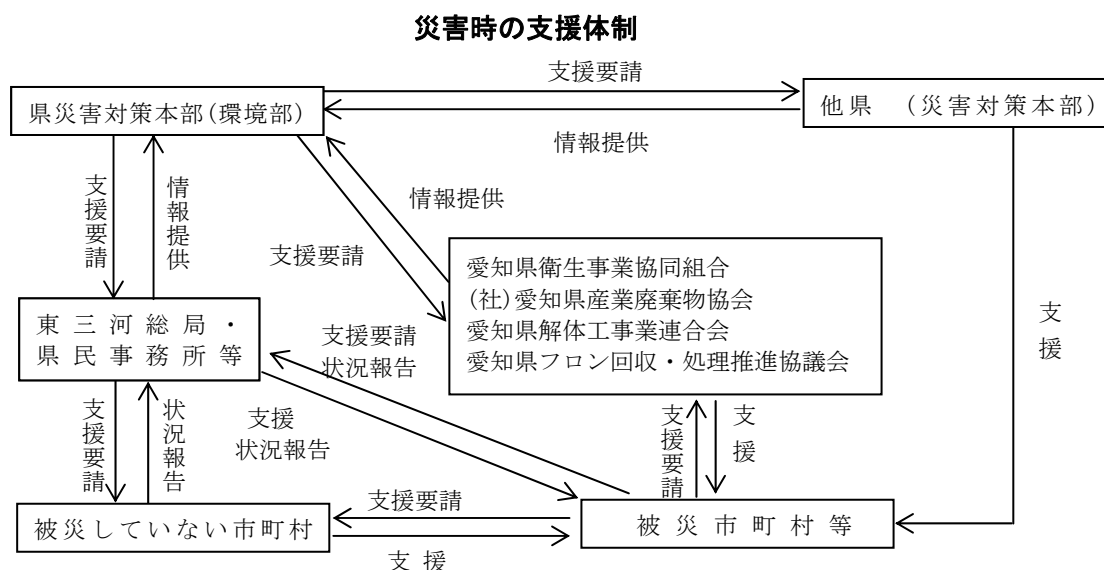 災害時の支援体制
支援要請
県災害対策本部(環境部)
他県 (災害対策本部)
情報提供
支援要請
情報提供
情報提供
支援要請
愛知県衛生事業協同組合
(社)愛知県産業廃棄物協会
愛知県解体工事業連合会
愛知県フロン回収・処理推進協議会
支援
東三河総局・
県民事務所等
支援要請
状況報告
支援要請
状況報告
支援
状況報告
支援要請
支援
被災していない市町村
支援要請
支援
被災市町村等